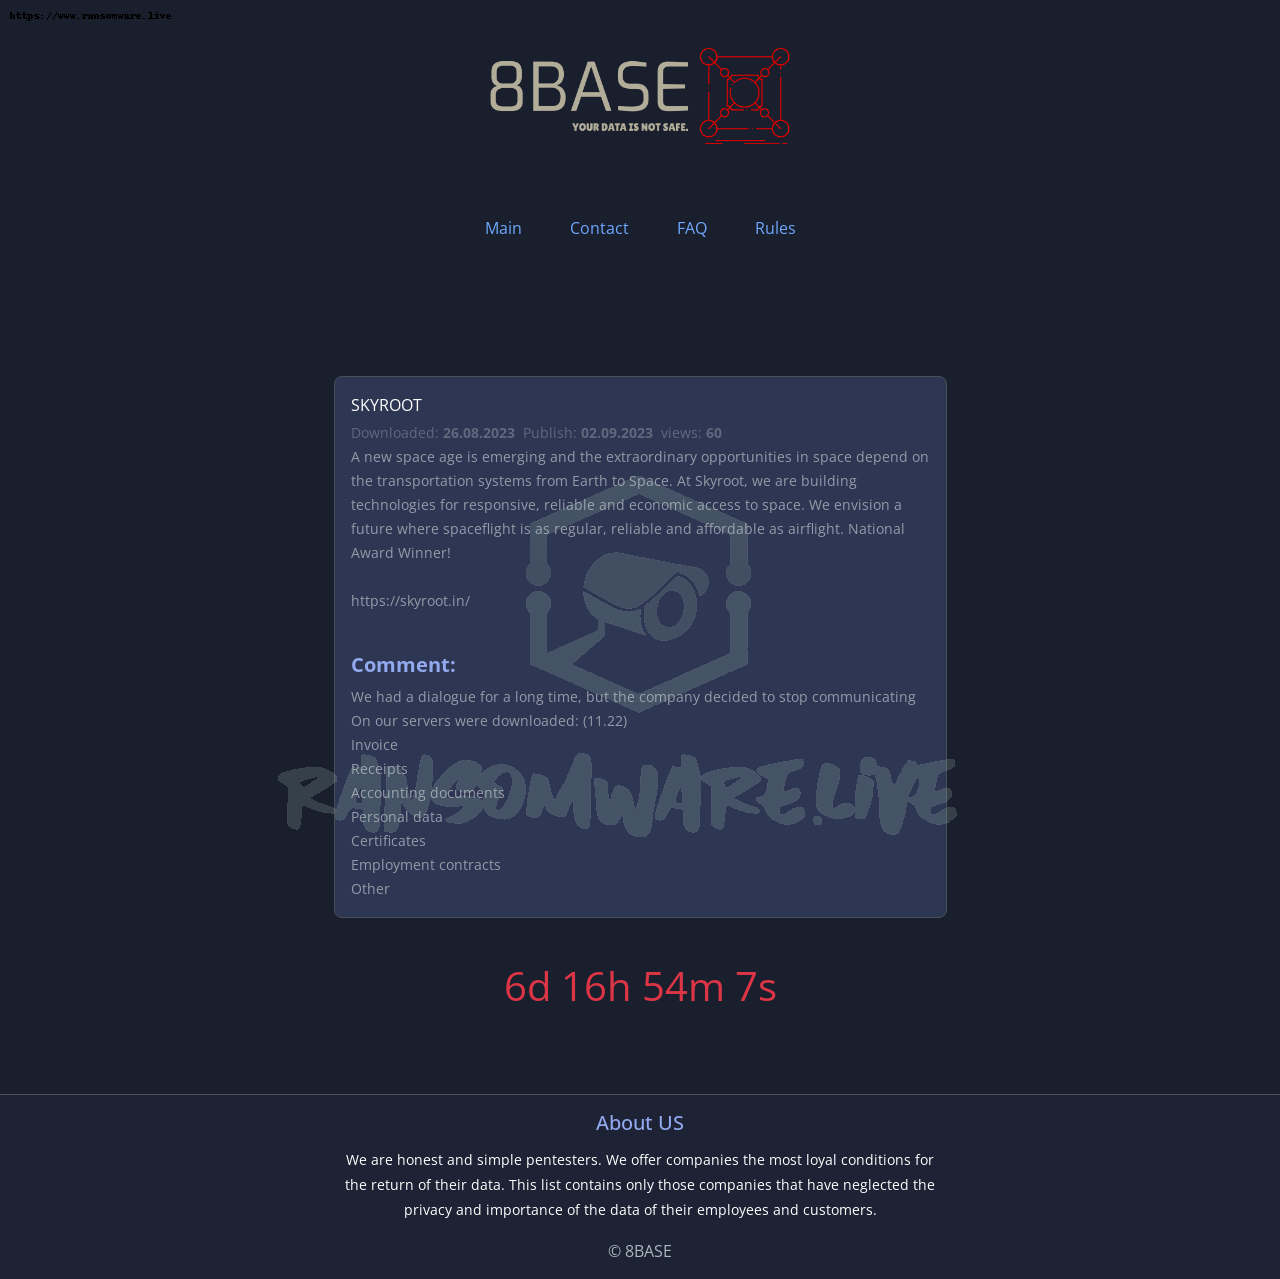 https://www.ransomware.live
8BASE
YOUR DATA IS NOT SAFE.
Main Contact FAQ Rules
SKYROOT
Downloaded: 26.08.2023 Publish: 02.09.2023 views: 60
A new space age is emerging and the extraordinary opportunities in space depend on
the transportation systems from Earth to Space. At Skyroot, we are building
technologies for responsive, reliable and economic access to space. We envision a
future where spaceflight is as regular, reliable and affordable as airflight. National
Award Winner!
https://skyroot.in/
Comment:
We had a dialogue for a long time, but the company decided to stop communicating
On our servers were downloaded: (11.22)
Invoice
Receipts
RANSOMWARE.LIVE
Accounting documents
Personal data
Certificates
Employment contracts
Other
6d 16h 54m 7s
About US
We are honest and simple pentesters. We offer companies the most loyal conditions for
the return of their data. This list contains only those companies that have neglected the
privacy and importance of the data of their employees and customers.
© 8BASE